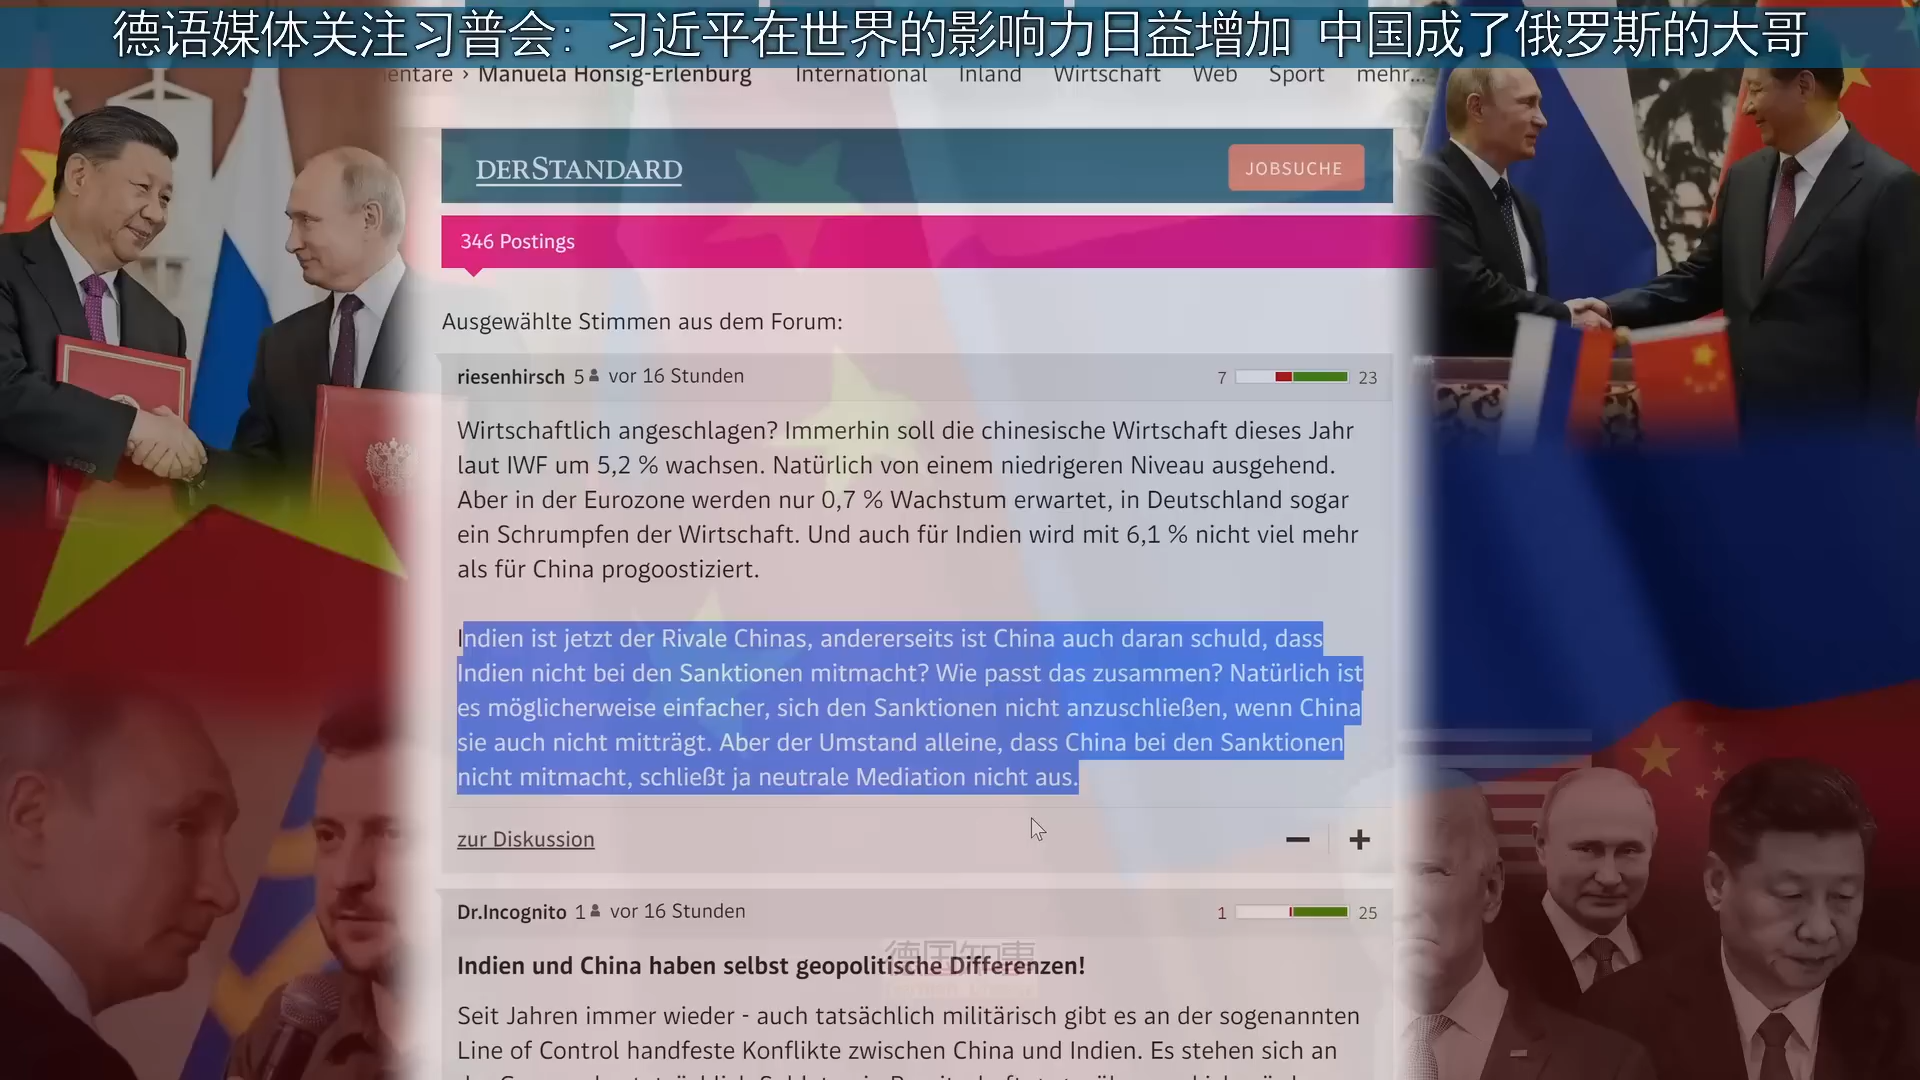 德语媒体关注习普会：习近平在世界的影响力日益增加 中国成了俄罗斯的大哥
entare › Manuela Honsig-Erlenburg International Inland Wirtschaft Web Sport mehr...
DERSTANDARD
JOBSUCHE
346 Postings
Ausgewählte Stimmen aus dem Forum:
riesenhirsch 5 vor 16 Stunden 7 23
Wirtschaftlich angeschlagen? Immerhin soll die chinesische Wirtschaft dieses Jahr
laut IWF um 5,2 % wachsen. Natürlich von einem niedrigeren Niveau ausgehend.
Aber in der Eurozone werden nur 0,7 % Wachstum erwartet, in Deutschland sogar
ein Schrumpfen der Wirtschaft. Und auch für Indien wird mit 6,1 % nicht viel mehr
als für China progoostiziert.
Indien ist jetzt der Rivale Chinas, andererseits ist China auch daran schuld, dass
Indien nicht bei den Sanktionen mitmacht? Wie passt das zusammen? Natürlich ist
es möglicherweise einfacher, sich den Sanktionen nicht anzuschließen, wenn China
sie auch nicht mitträgt. Aber der Umstand alleine, dass China bei den Sanktionen
nicht mitmacht, schließt ja neutrale Mediation nicht aus.
zur Diskussion − +
Dr.Incognito 1 vor 16 Stunden 1 25
德国知事
Indien und China haben selbst geopolitische Differenzen!
Seit Jahren immer wieder - auch tatsächlich militärisch gibt es an der sogenannten
Line of Control handfeste Konflikte zwischen China und Indien. Es stehen sich an